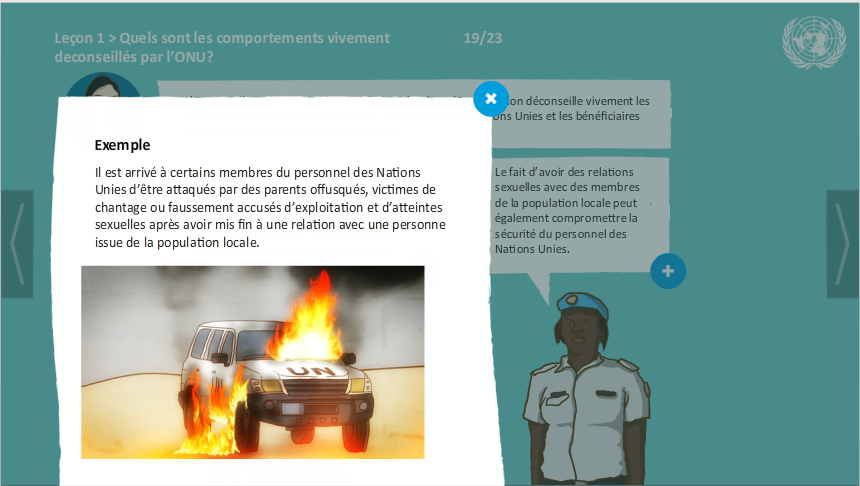 Leçon 1 > Quels sont les comportements vivement
deconseillés par l'ONU?
19/23
on déconseille vivement les
ons Unies et les bénéficiaires
Exemple
Il est arrivé à certains membres du personnel des Nations
Unies d'être attaqués par des parents offusqués, victimes de
chantage ou faussement accusés d'exploitation et d'atteintes
sexuelles après avoir mis fin à une relation avec une personne
issue de la population locale.
UN
Le fait d'avoir des relations
sexuelles avec des membres
de la population locale peut
également compromettre la
sécurité du personnel des
Nations Unies.